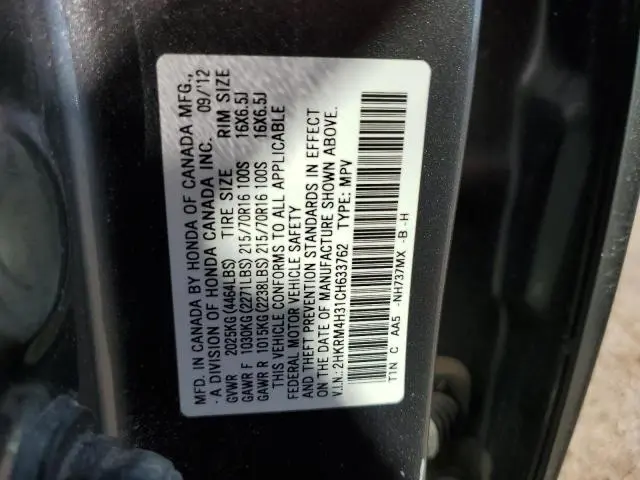 MFD. IN CANADA BY HONDA OF CANADA MFG.,
- A DIVISION OF HONDA CANADA INC. 09/12
GVWR 2025KG (4464LBS) TIRE SIZE RIM SIZE
GAWR F 1030KG (2271LBS) 215/70R16 100S 16X6.5J
GAWR R 1015KG (2238LBS) 215/70R16 100S 16X6.5J
THIS VEHICLE CONFORMS TO ALL APPLICABLE
FEDERAL MOTOR VEHICLE SAFETY
AND THEFT PREVENTION STANDARDS IN EFFECT
ON THE DATE OF MANUFACTURE SHOWN ABOVE.
V.I.N.: 2HKRM4H31CH633762 TYPE: MPV
T1N C AA5 -NH737MX -B -H